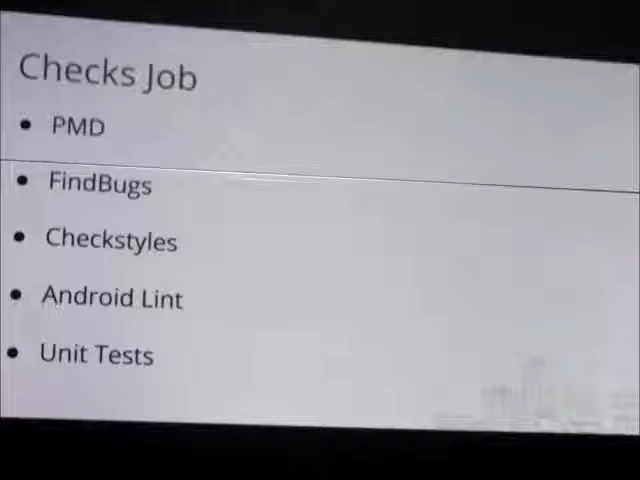 Checks Job
• PMD
• FindBugs
• Checkstyles
• Android Lint
• Unit Tests